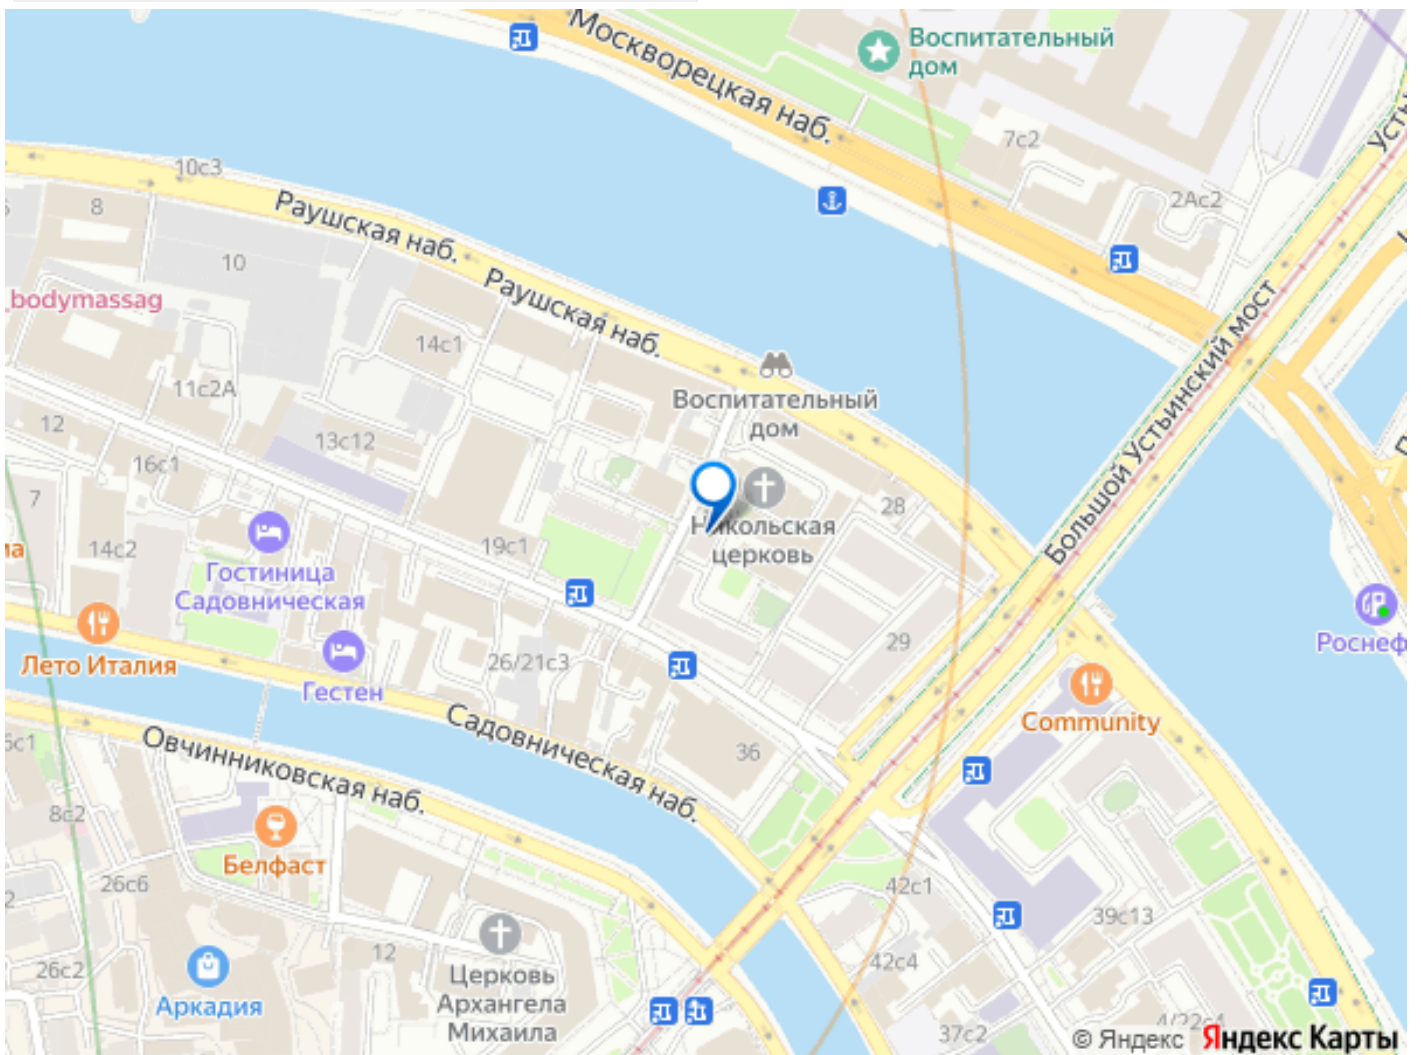 Москворецкая наб.
Воспитательный
дом
7с2
2Ас2
10с3
8
Раушская наб.
10
Раушская наб.
_bodymassag
14с1
11с2А
Воспитательный
дом
12
13с12
16с1
7
28
Никольская
церковь
Большой Устьинский мост
14с2
19с1
Гостиница
Садовническая
29
Роснеф
Лето Италия
26/21с3
Гестен
Community
Садовническая наб.
36
Овчинниковская наб.
8с2
Белфаст
26с6
42с1
39с13
12
26с2
42с4
Церковь
Архангела
Михаила
Аркадия
37с2
4/22с4
© Яндекс Яндекс Карты